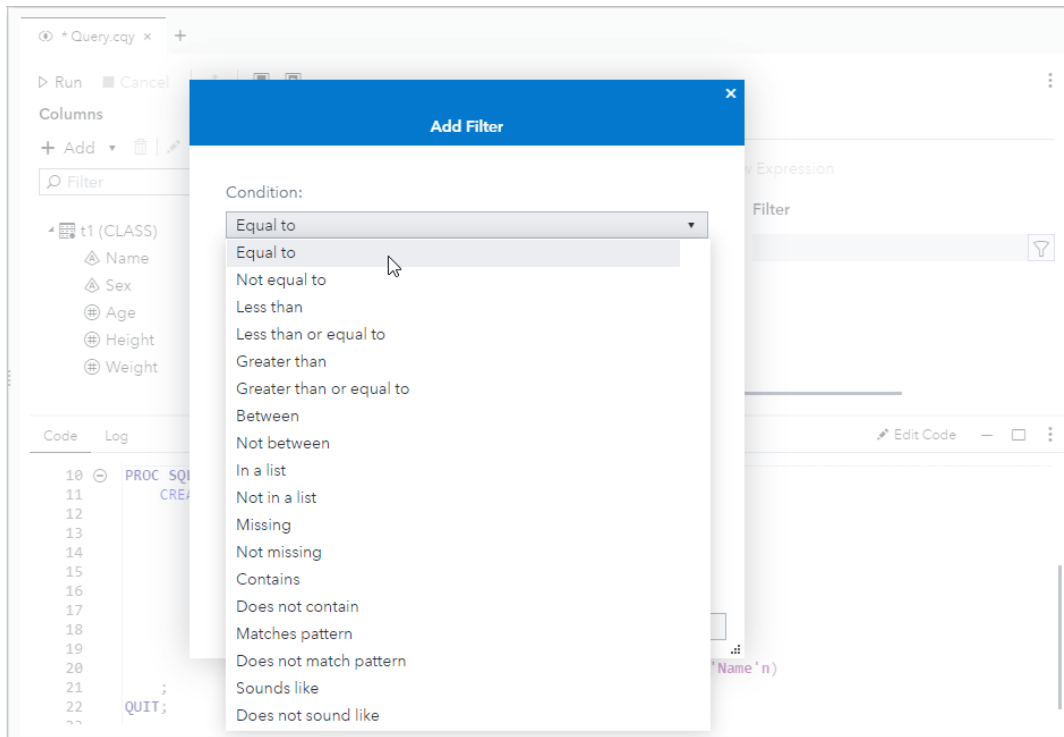 * Query.cqy × +
Run Cancel
Columns
+ Add
Filter
t1 (CLASS)
Name
Sex
Age
Height
Weight
Add Filter
Condition:
Equal to
Equal to
Not equal to
Less than
Less than or equal to
Greater than
Greater than or equal to
Between
Not between
In a list
Not in a list
Missing
Not missing
Contains
Does not contain
Matches pattern
Does not match pattern
Sounds like
Does not sound like
Expression
Filter
Code Log Edit Code
10 PROC SQL
11 CREA
12
13
14
15
16
17
18
19
20 'Name'n)
21 ;
22 QUIT;
23